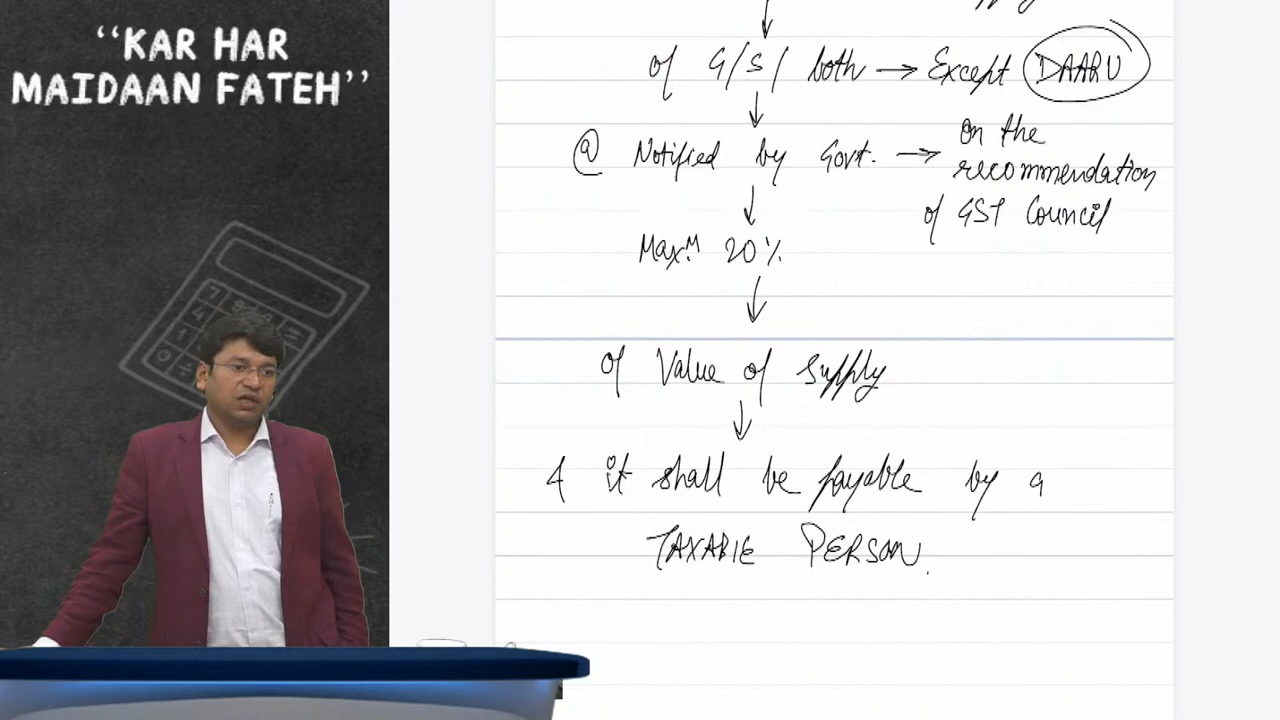 “KAR HAR
MAIDAAN FATEH”
of G/S/ both → Except DAARU
@ Notified by Govt. → on the
recommendation
of GST Council
Max.M 20%
of Value of Supply
& it shall be payable by a
TAXABLE PERSON.